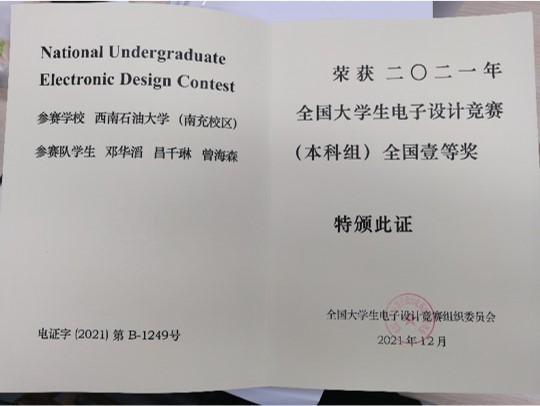 National Undergraduate
Electronic Design Contest
参赛学校 西南石油大学 (南充校区)
参赛队学生 邓华滔 昌千琳 曾海森
电证字 (2021) 第 B-1249号
荣获 二〇二一年
全国大学生电子设计竞赛
(本科组) 全国壹等奖
特颁此证
全国大学生电子设计竞赛组织委员会
2021年12月